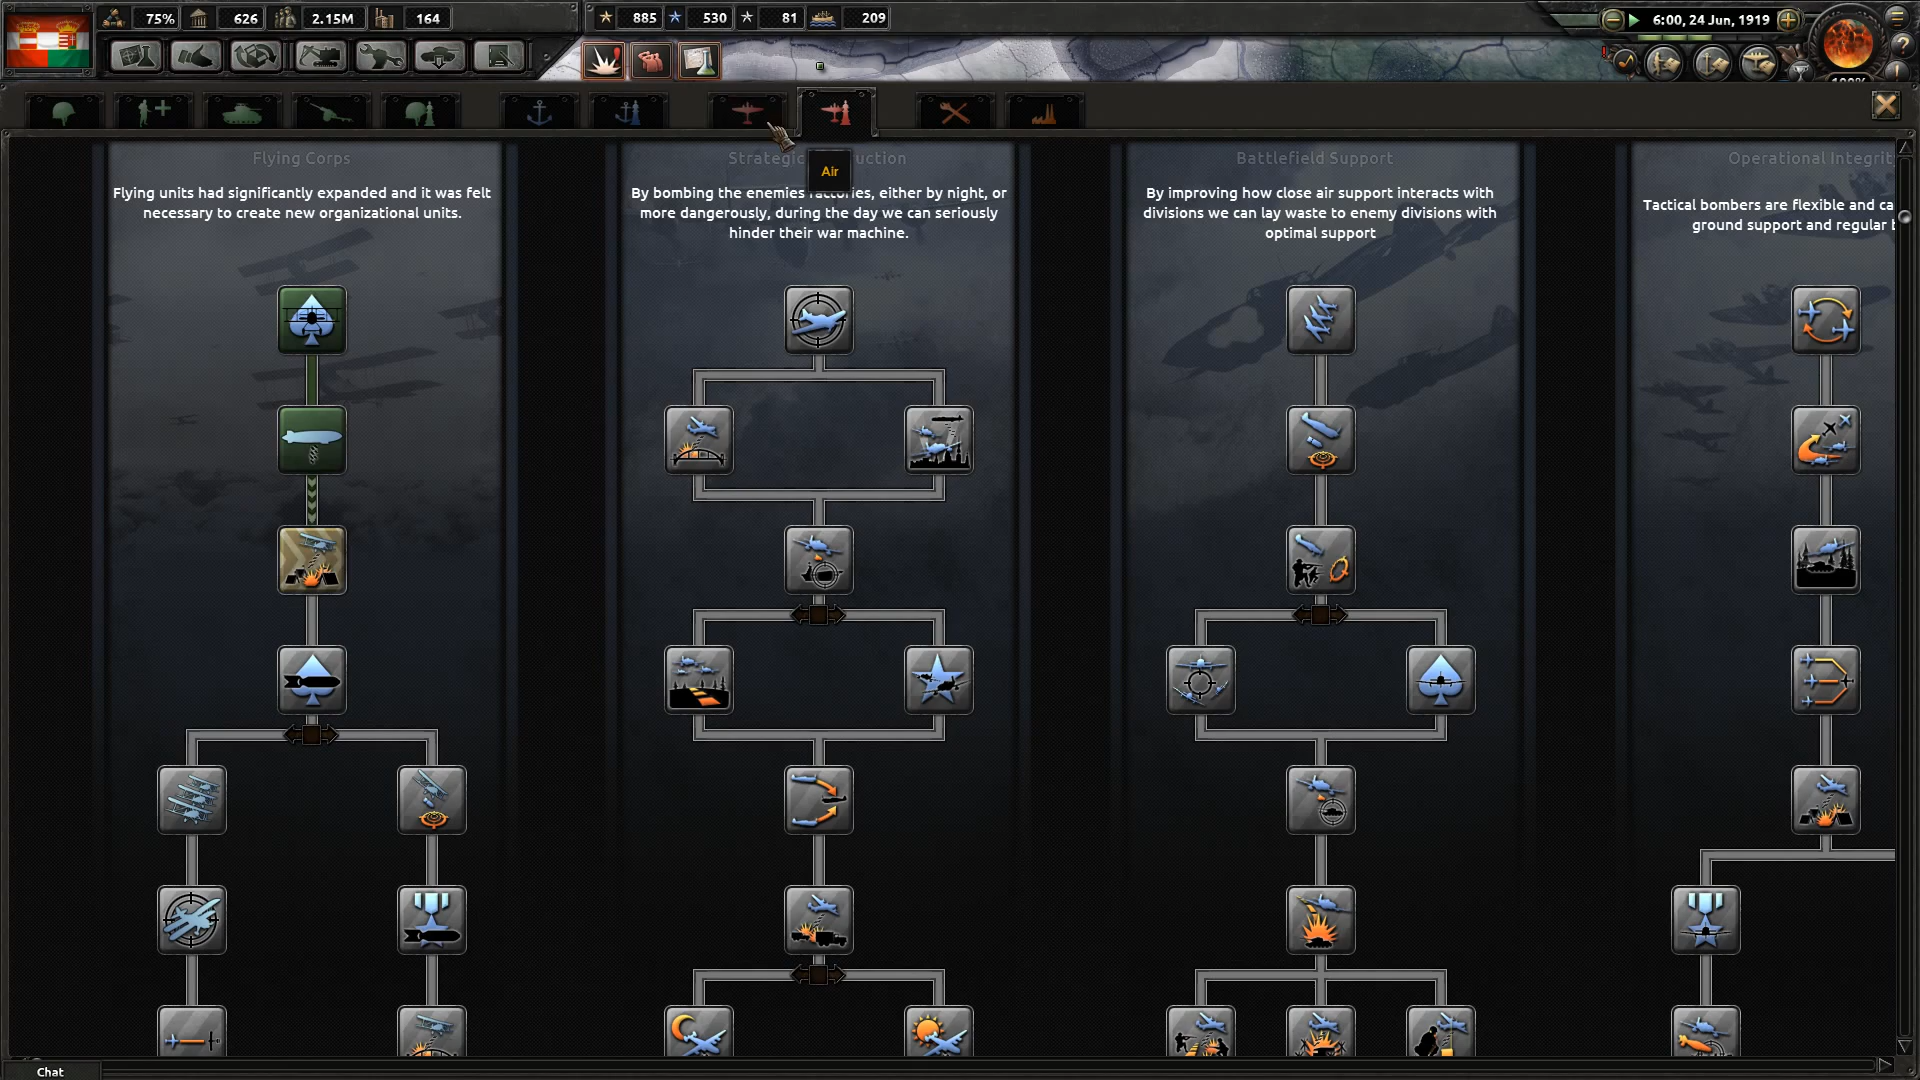 75%
626
2.15M
164
885
530
81
209
6:00, 24 Jun, 1919
100%
Air
Flying Corps
Flying units had significantly expanded and it was felt
necessary to create new organizational units.
Strategic
uction
By bombing the enemies factories, either by night, or
more dangerously, during the day we can seriously
hinder their war machine.
Battlefield Support
By improving how close air support interacts with
divisions we can lay waste to enemy divisions with
optimal support
Operational Integrit
Tactical bombers are flexible and ca
ground support and regular b
Chat